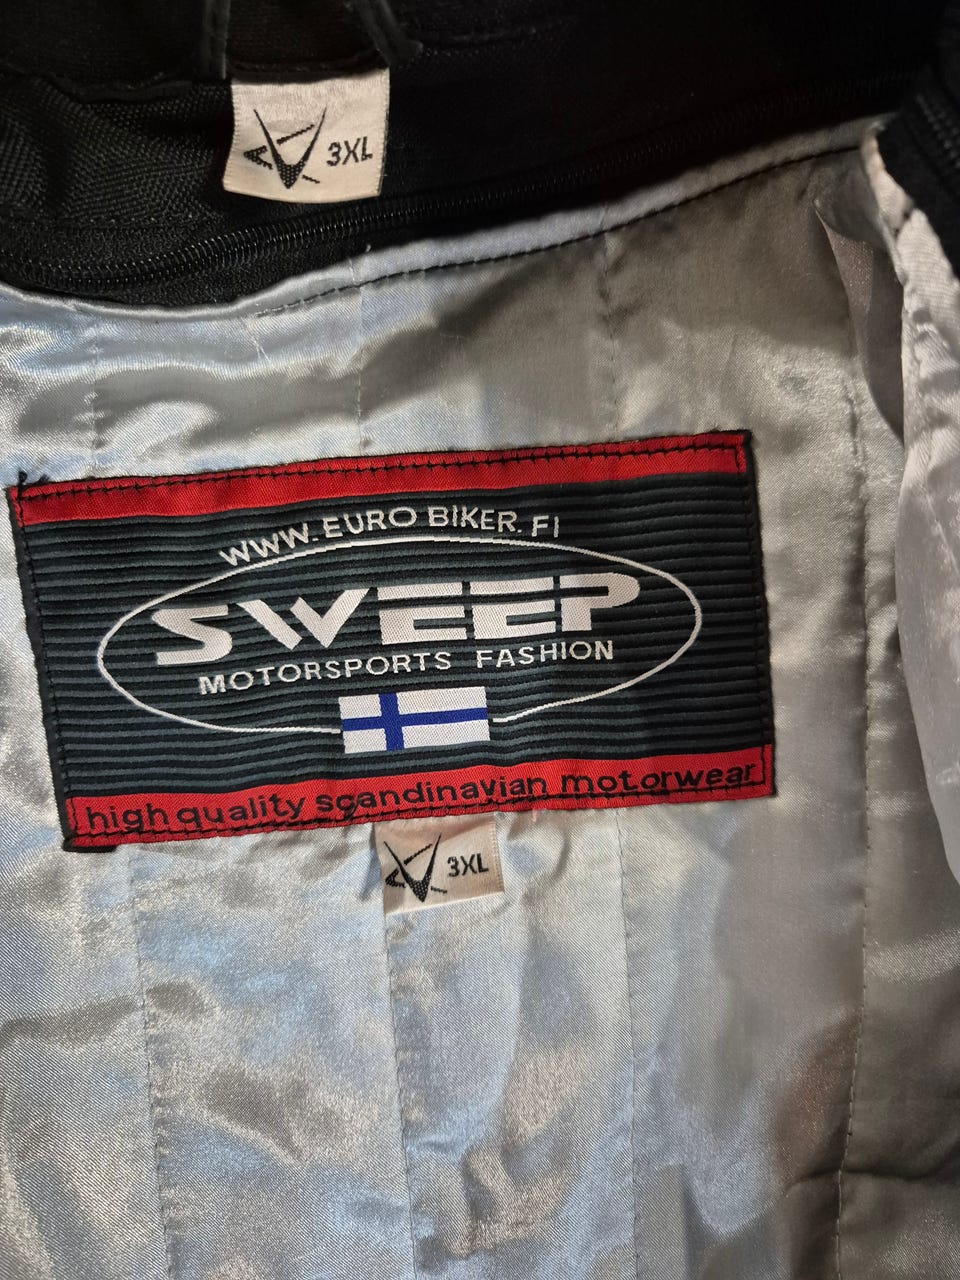 3XL
WWW.EURO BIKER.FI
SWEEP
MOTORSPORTS FASHION
high quality scandinavian motorwear
3XL